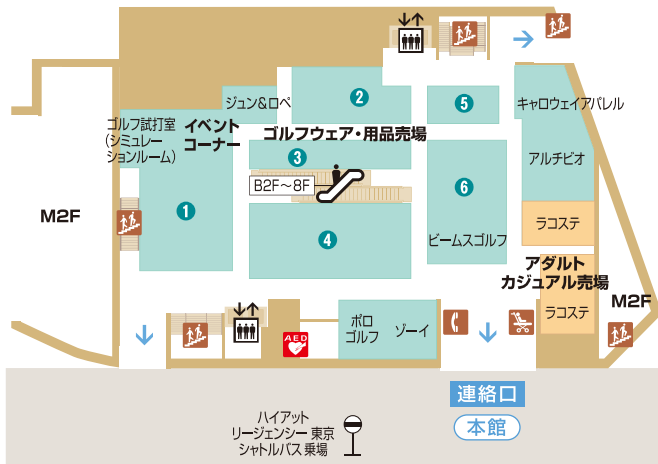 ジュン&ロペ
②
⑤
キャロウェイアパレル
ゴルフ試打室
(シミュレー
ションルーム)
イベント
コーナー
ゴルフウェア・用品売場
③
アルチビオ
B2F～8F
⑥
M2F
①
④
ビームスゴルフ
ラコステ
アダルト
カジュアル売場
M2F
ラコステ
ポロ
ゴルフ
ゾーイ
AED
連絡口
本館
ハイアット
リージェンシー 東京
シャトルバス乗場